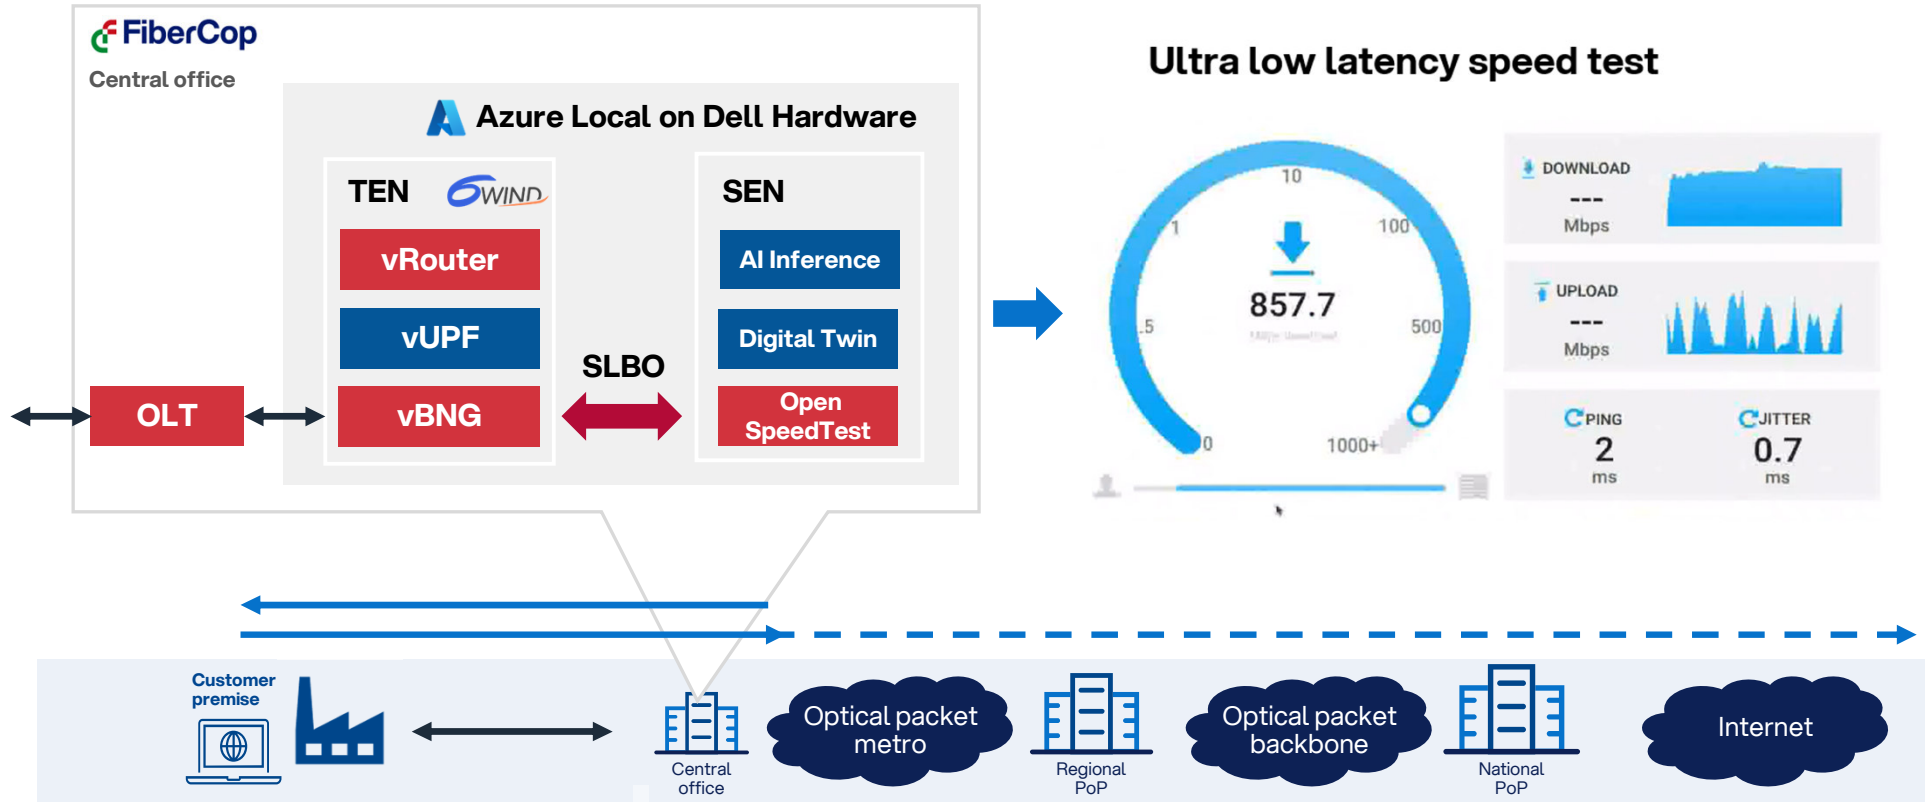 FiberCop
Central office
Azure Local on Dell Hardware
TEN
6WIND
vRouter
vUPF
vBNG
OLT
SLBO
SEN
AI Inference
Digital Twin
Open
SpeedTest
Ultra low latency speed test
0
.5
1
10
100
500
1000+
857.7
DOWNLOAD
---
Mbps
UPLOAD
---
Mbps
PING
2
ms
JITTER
0.7
ms
Customer
premise
Central
office
Optical packet
metro
Regional
PoP
Optical packet
backbone
National
PoP
Internet